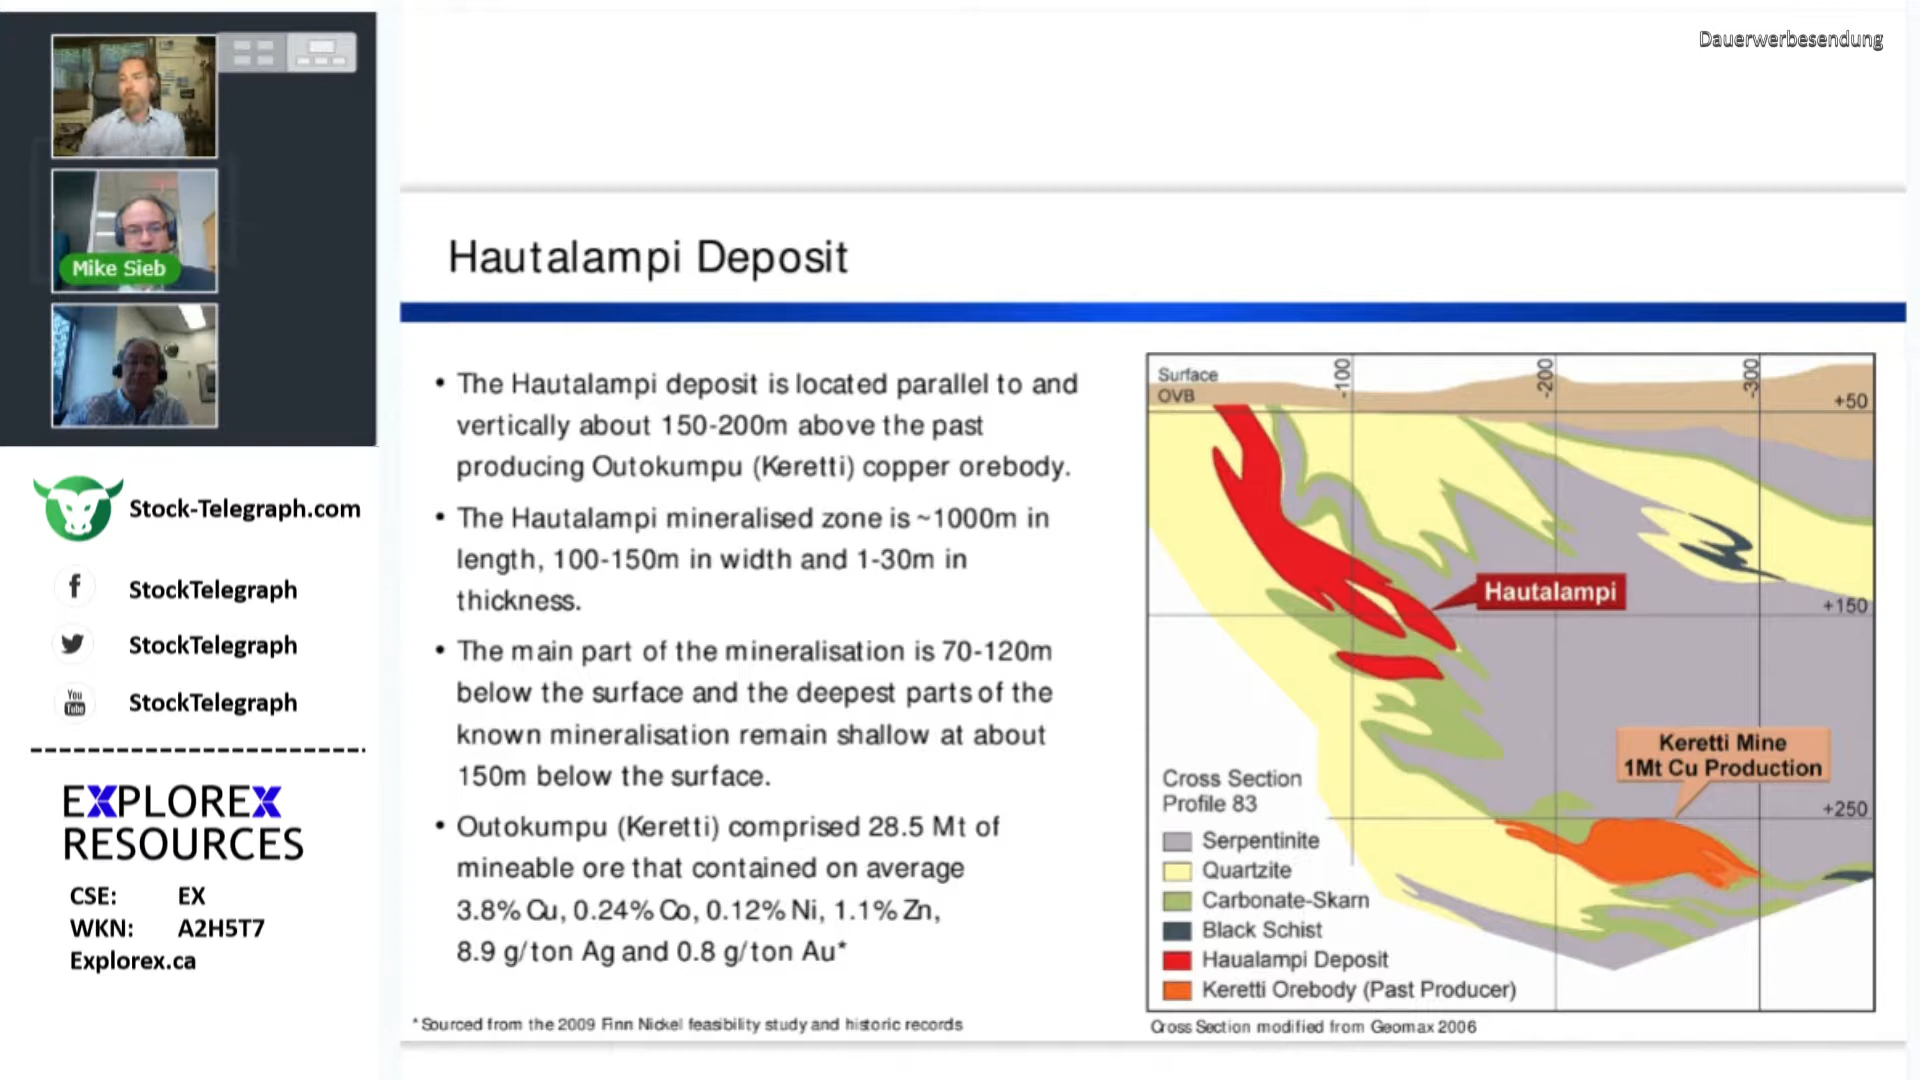 Dauerwerbesendung
Mike Sieb
Stock-Telegraph.com
f StockTelegraph
StockTelegraph
You Tube StockTelegraph
EXPLOREX
RESOURCES
CSE: EX
WKN: A2H5T7
Explorex.ca
Hautalampi Deposit
• The Hautalampi deposit is located parallel to and
vertically about 150-200m above the past
producing Outokumpu (Keretti) copper orebody.
• The Hautalampi mineralised zone is ~1000m in
length, 100-150m in width and 1-30m in
thickness.
• The main part of the mineralisation is 70-120m
below the surface and the deepest parts of the
known mineralisation remain shallow at about
150m below the surface.
• Outokumpu (Keretti) comprised 28.5 Mt of
mineable ore that contained on average
3.8% Cu, 0.24% Co, 0.12% Ni, 1.1% Zn,
8.9 g/ton Ag and 0.8 g/ton Au*
*Sourced from the 2009 Finn Nickel feasibility study and historic records
Surface
OVB
-100
-200
-300
+50
Hautalampi
+150
Keretti Mine
1Mt Cu Production
+250
Cross Section
Profile 83
Serpentinite
Quartzite
Carbonate-Skarn
Black Schist
Haualampi Deposit
Keretti Orebody (Past Producer)
Cross Section modified from Geomax 2006